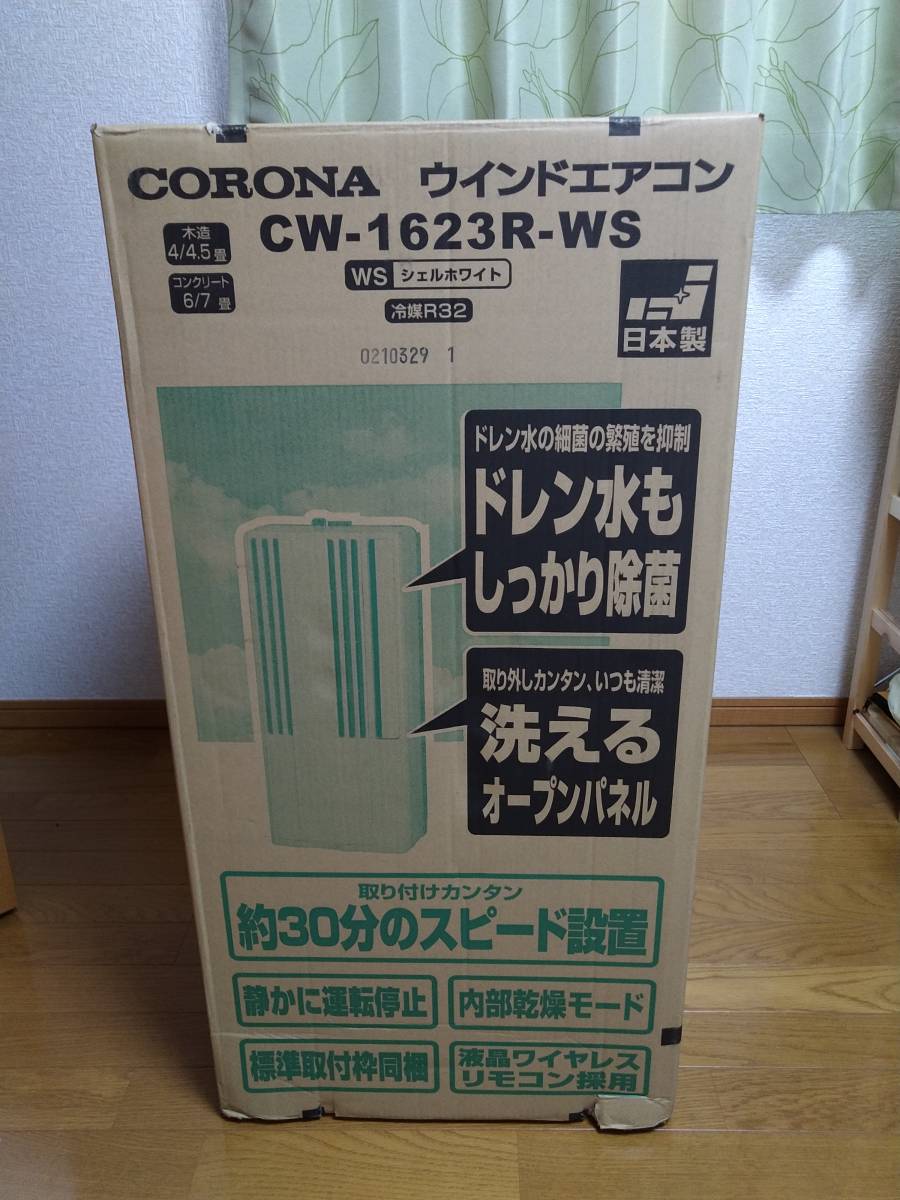 CORONA ウインドエアコン
木造
4/4.5畳
CW-1623R-WS
コンクリート
6/7畳
WS シェルホワイト
冷媒R32
日本製
0210329 1
ドレン水の細菌の繁殖を抑制
ドレン水も
しっかり除菌
取り外しカンタン、いつも清潔
洗える
オープンパネル
取り付けカンタン
約30分のスピード設置
静かに運転停止
内部乾燥モード
標準取付枠同梱
液晶ワイヤレス
リモコン採用